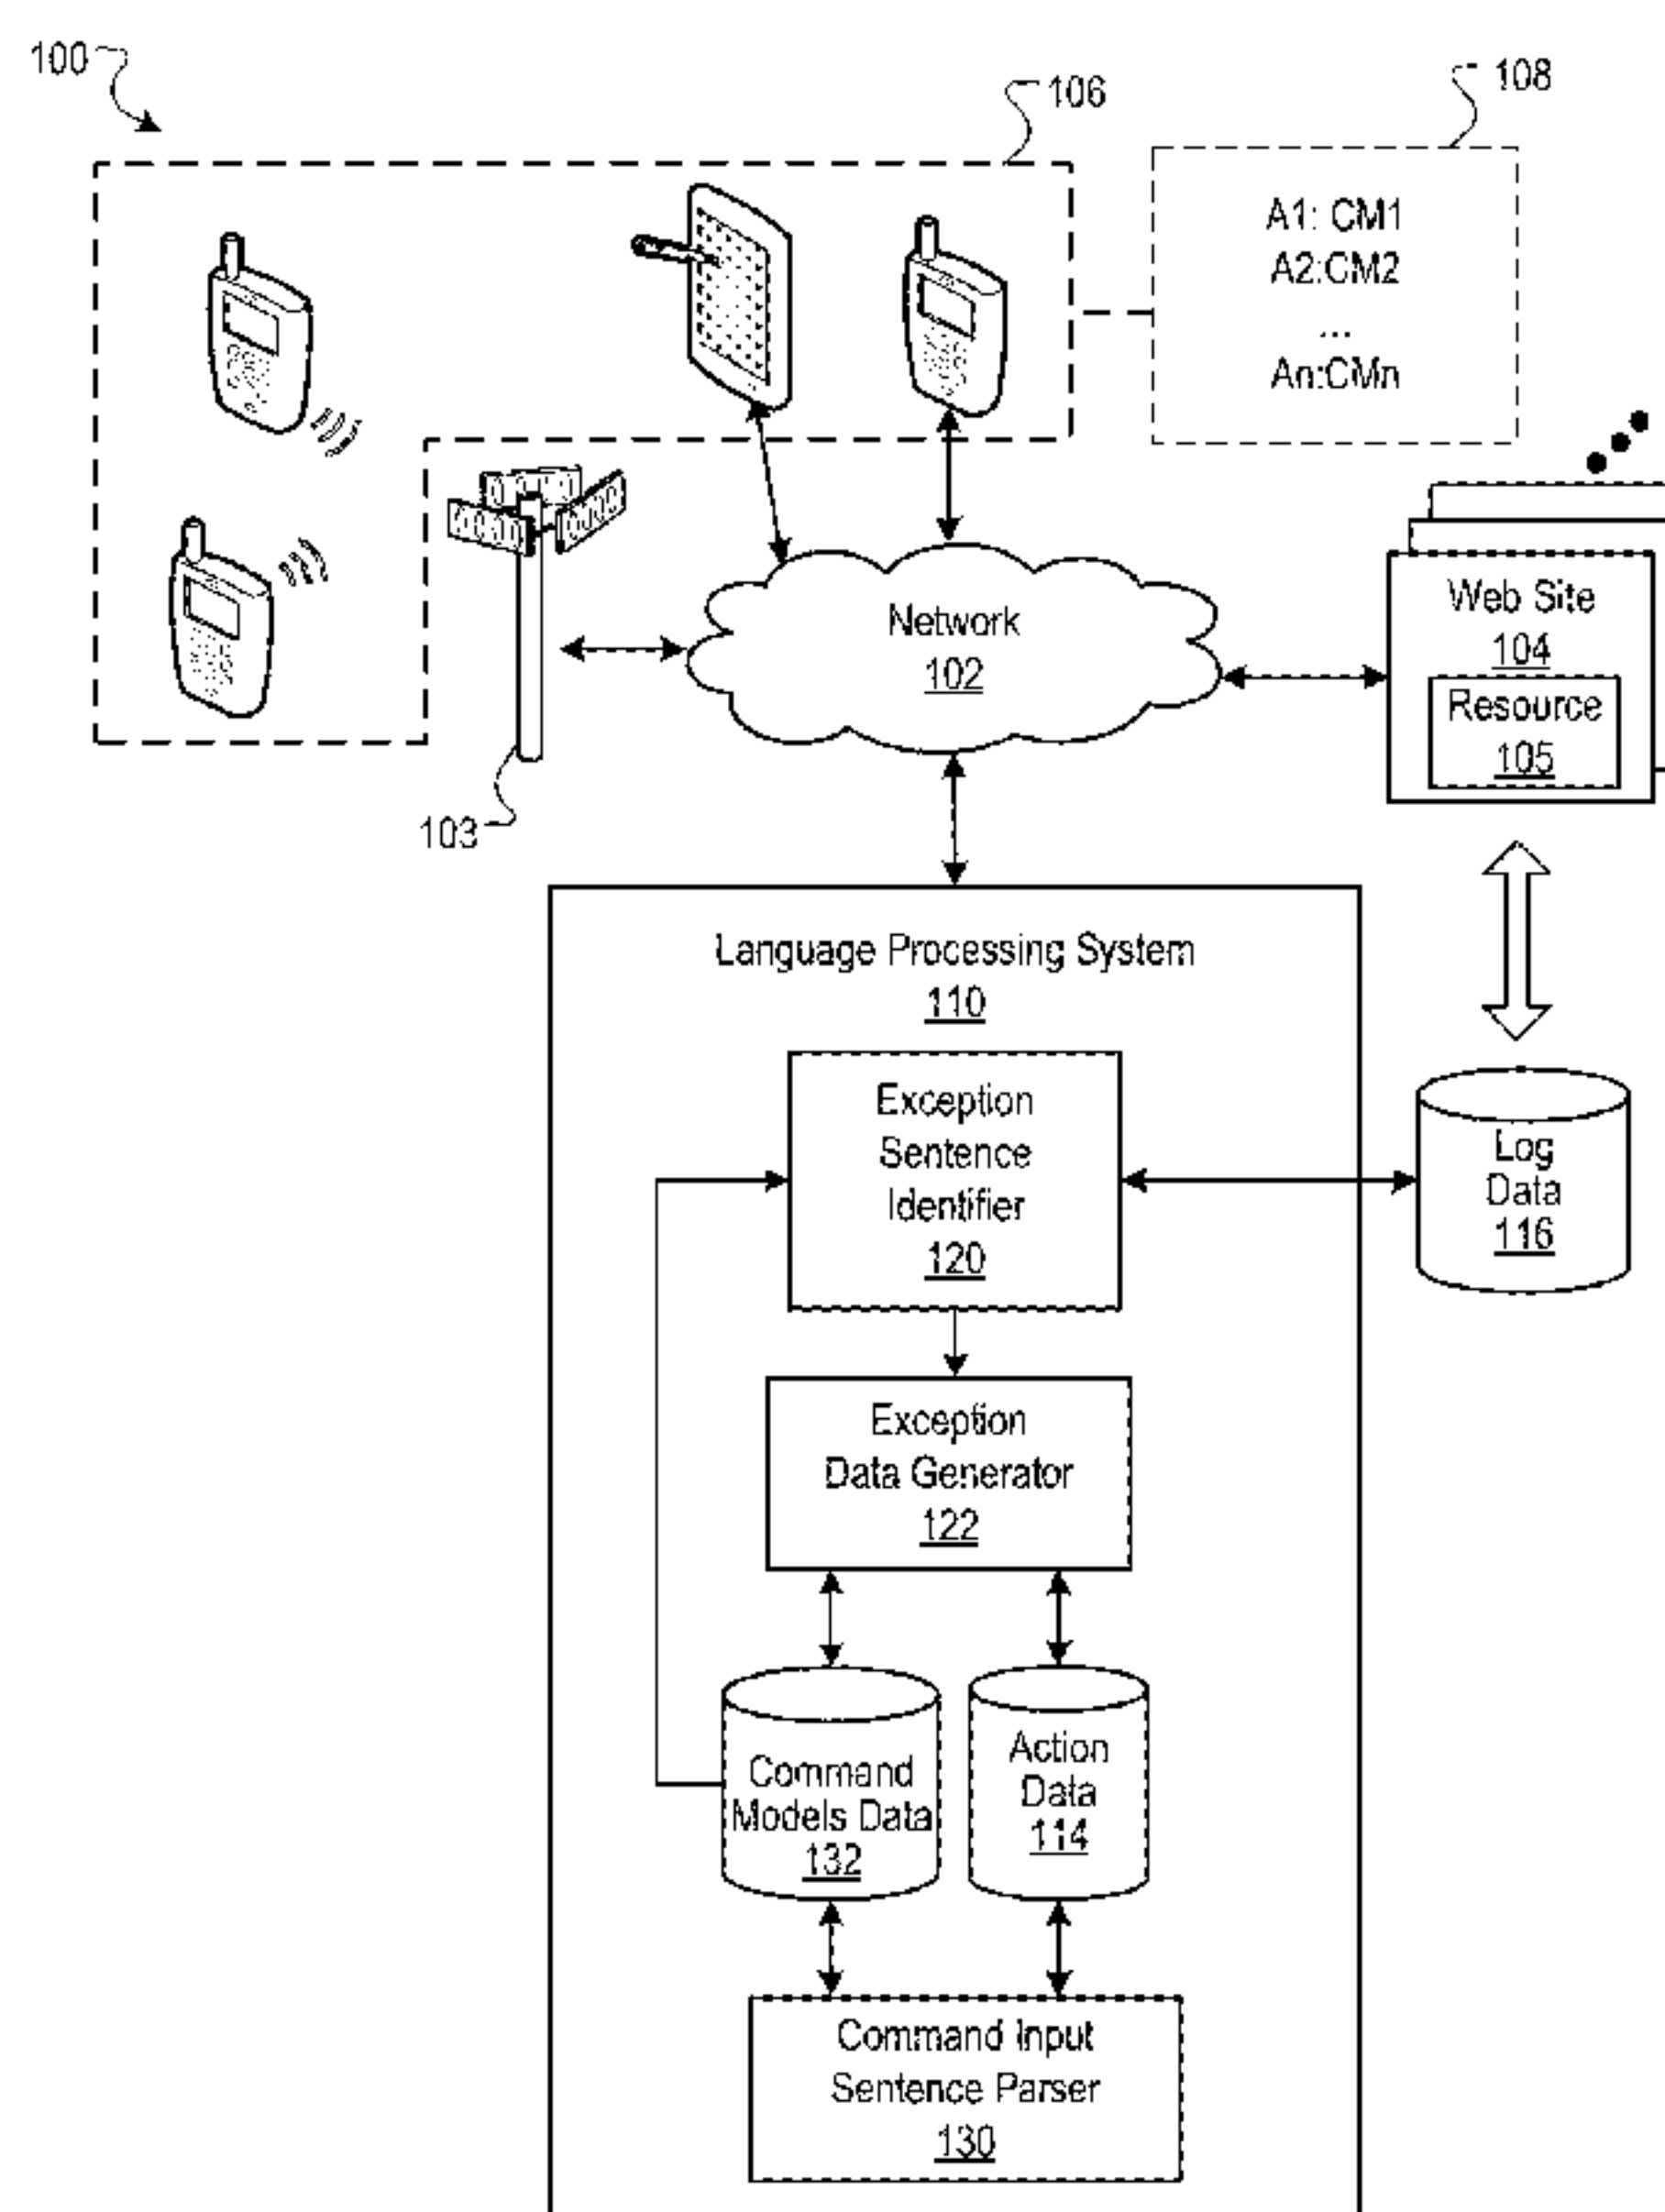 100
106
108
A1: CM1
A2:CM2
...
An:CMn
Network
102
Web Site
104
Resource
105
103
Language Processing System
110
Exception
Sentence
Identifier
120
Log
Data
116
Exception
Data Generator
122
Command
Models Data
132
Action
Data
114
Command Input
Sentence Parser
130